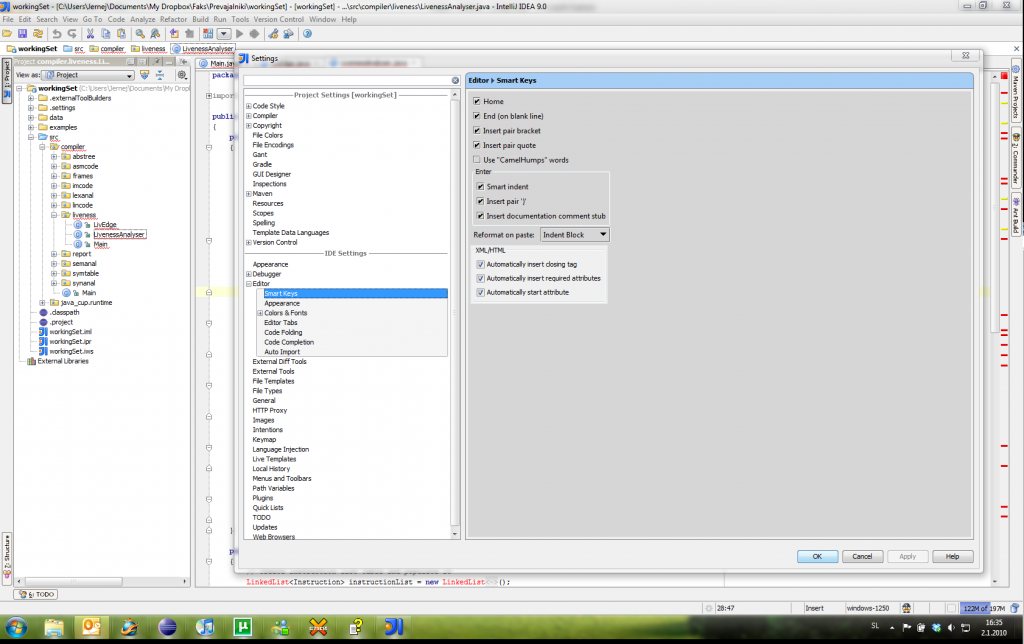 workingSet - [C:\Users\Jernej\Documents\My Dropbox\Faks\Prevajalniki\workingSet] - [workingSet] - ...\src\compiler\liveness\LivenessAnalyser.java - IntelliJ IDEA 9.0
File Edit Search View Go To Code Analyze Refactor Build Run Tools Version Control Window Help
workingSet src compiler liveness LivenessAnalyser
Project compiler.liveness.Li...
View as: Project
1: Project
workingSet (C:\Users\Jernej\Documents\My Drop
.externalToolBuilders
.settings
data
examples
src
compiler
abstree
asmcode
frames
imcode
lexanal
lincode
liveness
LivEdge
LivenessAnalyser
Main
report
semanal
symtable
synanal
Main
java_cup.runtime
.classpath
.project
workingSet.iml
workingSet.ipr
workingSet.iws
External Libraries
7: Structure
6: TODO
Main.jav
packa
import
public
{
pu
{
}
pu
{
LinkedList<Instruction> instructionList = new LinkedList<~>();
Settings
Project Settings [workingSet]
Code Style
Compiler
Copyright
File Colors
File Encodings
Gant
Gradle
GUI Designer
Inspections
Maven
Resources
Scopes
Spelling
Template Data Languages
Version Control
IDE Settings
Appearance
Debugger
Editor
Smart Keys
Appearance
Colors & Fonts
Editor Tabs
Code Folding
Code Completion
Auto Import
External Diff Tools
External Tools
File Templates
File Types
General
HTTP Proxy
Images
Intentions
Keymap
Language Injection
Live Templates
Local History
Menus and Toolbars
Path Variables
Plugins
Quick Lists
TODO
Updates
Web Browsers
Editor Smart Keys
Home
End (on blank line)
Insert pair bracket
Insert pair quote
Use "CamelHumps" words
Enter
Smart indent
Insert pair '}'
Insert documentation comment stub
Reformat on paste: Indent Block
XML/HTML
Automatically insert closing tag
Automatically insert required attributes
Automatically start attribute
OK Cancel Apply Help
Maven Projects
2: Commander
Ant Build
28:47 Insert windows-1250 122M of 197M
SL 16:35
2.1.2010